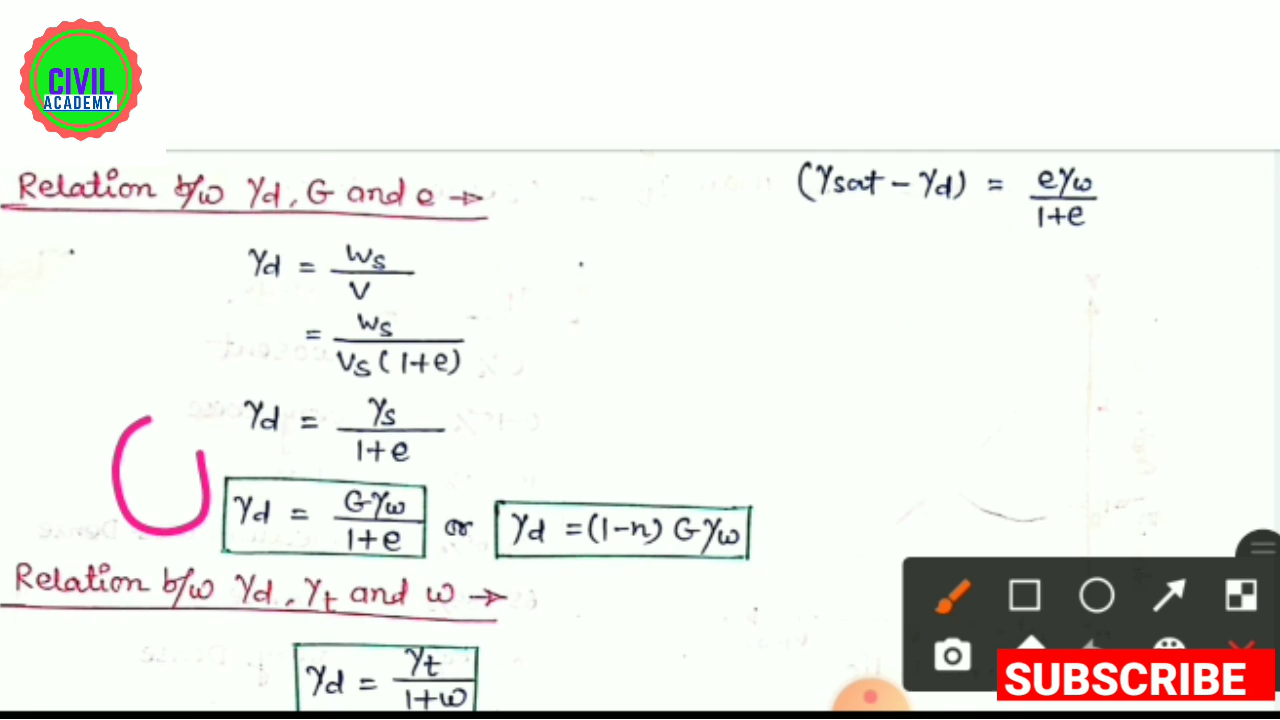 CIVIL
ACADEMY
Relation b/w γd, G and e →
(γsat - γd) = eγw / 1+e
γd = Ws / V
= Ws / Vs(1+e)
γd = γs / 1+e
γd = Gγw / 1+e or γd = (1-n) Gγw
Relation b/w γd, γt and w →
γd = γt / 1+w
SUBSCRIBE